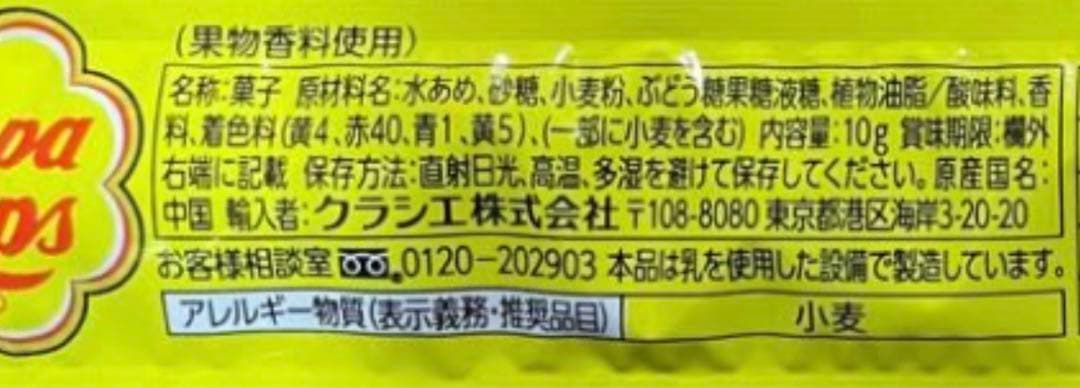 (果物香料使用)
名称:菓子 原材料名:水あめ、砂糖、小麦粉、ぶどう糖果糖液糖、植物油脂/酸味料、香
料、着色料(黄4、赤40、青1、黄5)、(一部に小麦を含む) 内容量:10g 賞味期限:欄外
右端に記載 保存方法:直射日光、高温、多湿を避けて保存してください。原産国名:
pa
中国 輸入者:クラシエ株式会社 〒108-8080 東京都港区海岸3-20-20
ps
お客様相談室 0120-202903 本品は乳を使用した設備で製造しています。
アレルギー物質(表示義務・推奨品目) 小麦